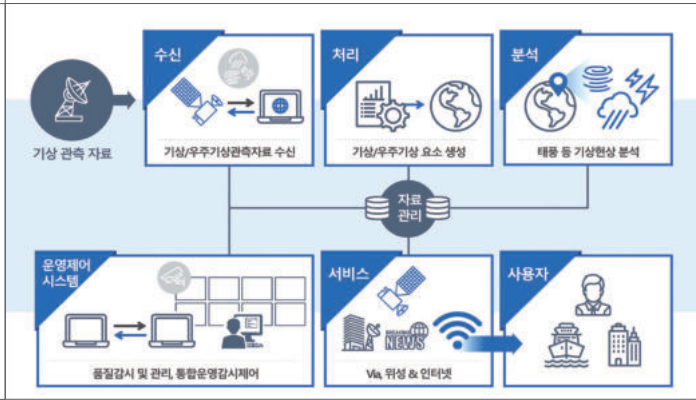 수신
처리
분석
기상 관측 자료
기상/우주기상관측자료 수신
기상/우주기상 요소 생성
태풍 등 기상현상 분석
자료
관리
운영제어
시스템
서비스
사용자
BREAKING
NEWS
품질감시 및 관리, 통합운영감시제어
Via, 위성 & 인터넷